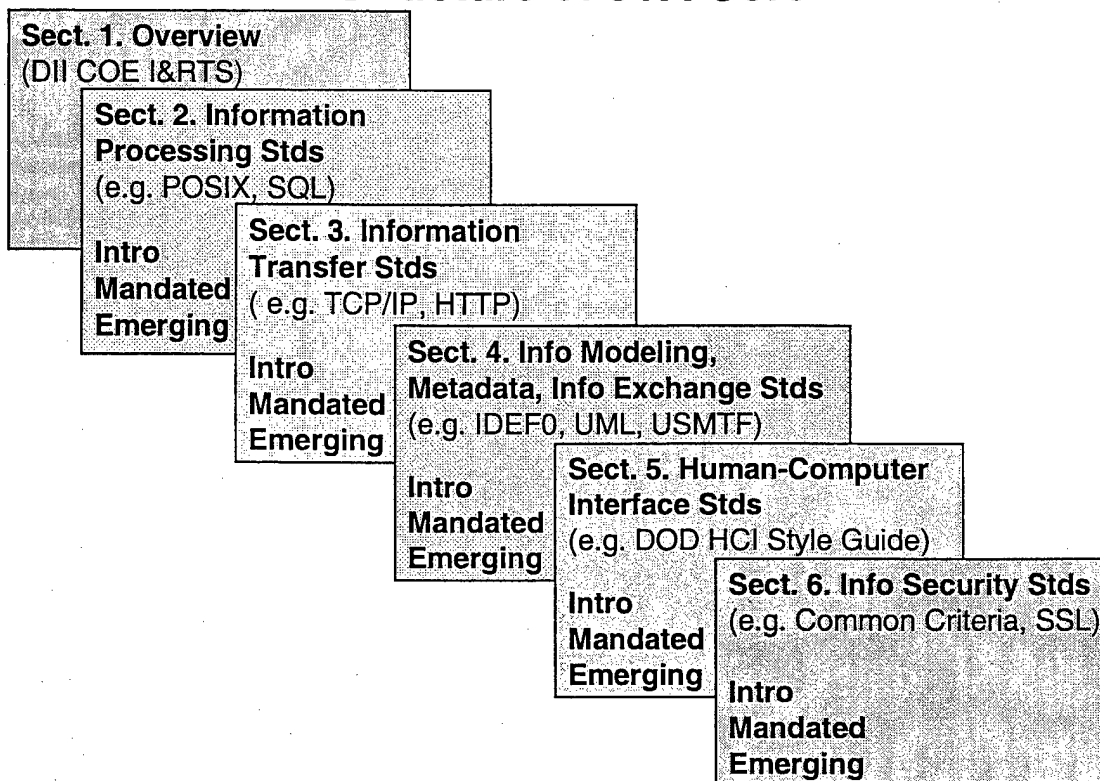 Sect. 1. Overview
(DII COE I&RTS)
Sect. 2. Information
Processing Stds
(e.g. POSIX, SQL)
Intro
Mandated
Emerging
Sect. 3. Information
Transfer Stds
( e.g. TCP/IP, HTTP)
Intro
Mandated
Emerging
Sect. 4. Info Modeling,
Metadata, Info Exchange Stds
(e.g. IDEF0, UML, USMTF)
Intro
Mandated
Emerging
Sect. 5. Human-Computer
Interface Stds
(e.g. DOD HCI Style Guide)
Intro
Mandated
Emerging
Sect. 6. Info Security Stds
(e.g. Common Criteria, SSL)
Intro
Mandated
Emerging